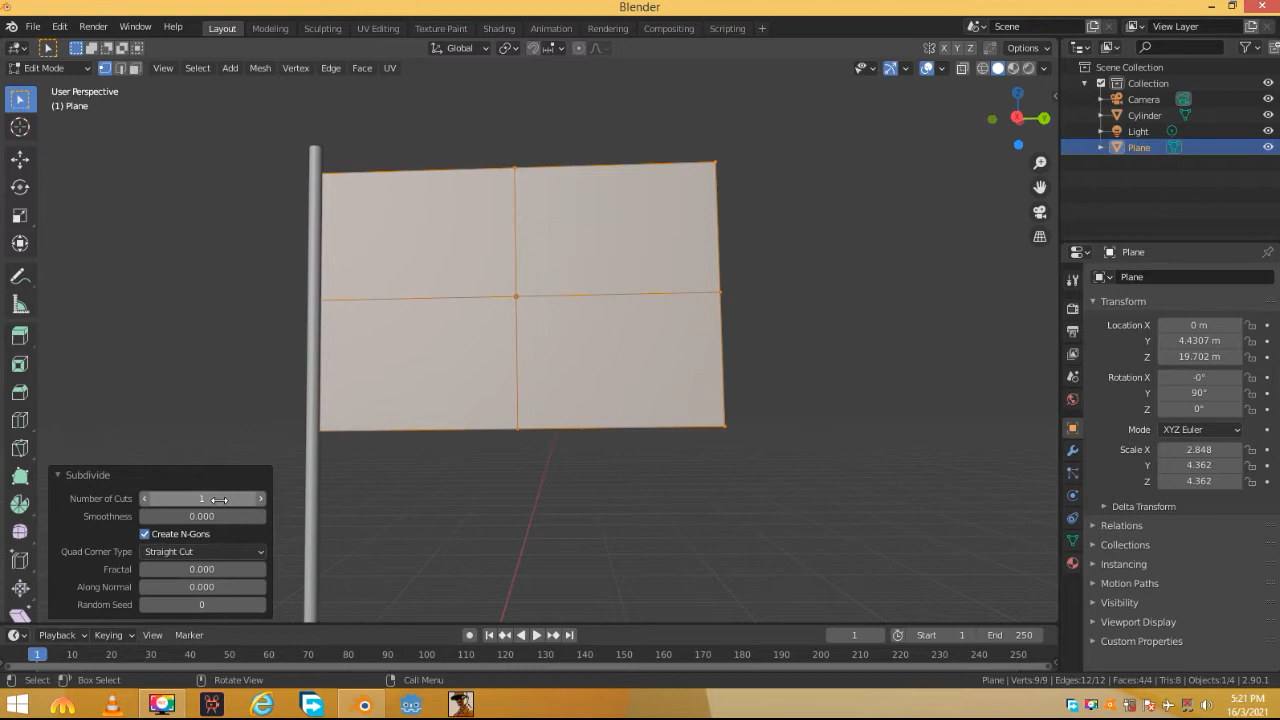 Blender
File Edit Render Window Help Layout Modeling Sculpting UV Editing Texture Paint Shading Animation Rendering Compositing Scripting + Scene View Layer
Global Options
X Y Z
Edit Mode View Select Add Mesh Vertex Edge Face UV
User Perspective
(1) Plane
Scene Collection
Collection
Camera
Cylinder
Light
Plane
Z
X Y
Plane
Plane
Transform
Location X 0 m
Y 4.4307 m
Z 19.702 m
Rotation X -0°
Y 90°
Z 0°
Mode XYZ Euler
Scale X 2.848
Y 4.362
Z 4.362
Delta Transform
Relations
Collections
Instancing
Motion Paths
Visibility
Viewport Display
Custom Properties
Subdivide
Number of Cuts 1
Smoothness 0.000
Create N-Gons
Quad Corner Type Straight Cut
Fractal 0.000
Along Normal 0.000
Random Seed 0
Playback Keying View Marker 1 Start 1 End 250
1 10 20 30 40 50 60 70 80 90 100 110 120 130 140 150 160 170 180 190 200 210 220 230 240 250
Select Box Select Rotate View Call Menu Plane | Verts:9/9 | Edges:12/12 | Faces:4/4 | Tris:8 | Objects:1/4 | 2.90.1
5:21 PM
16/3/2021